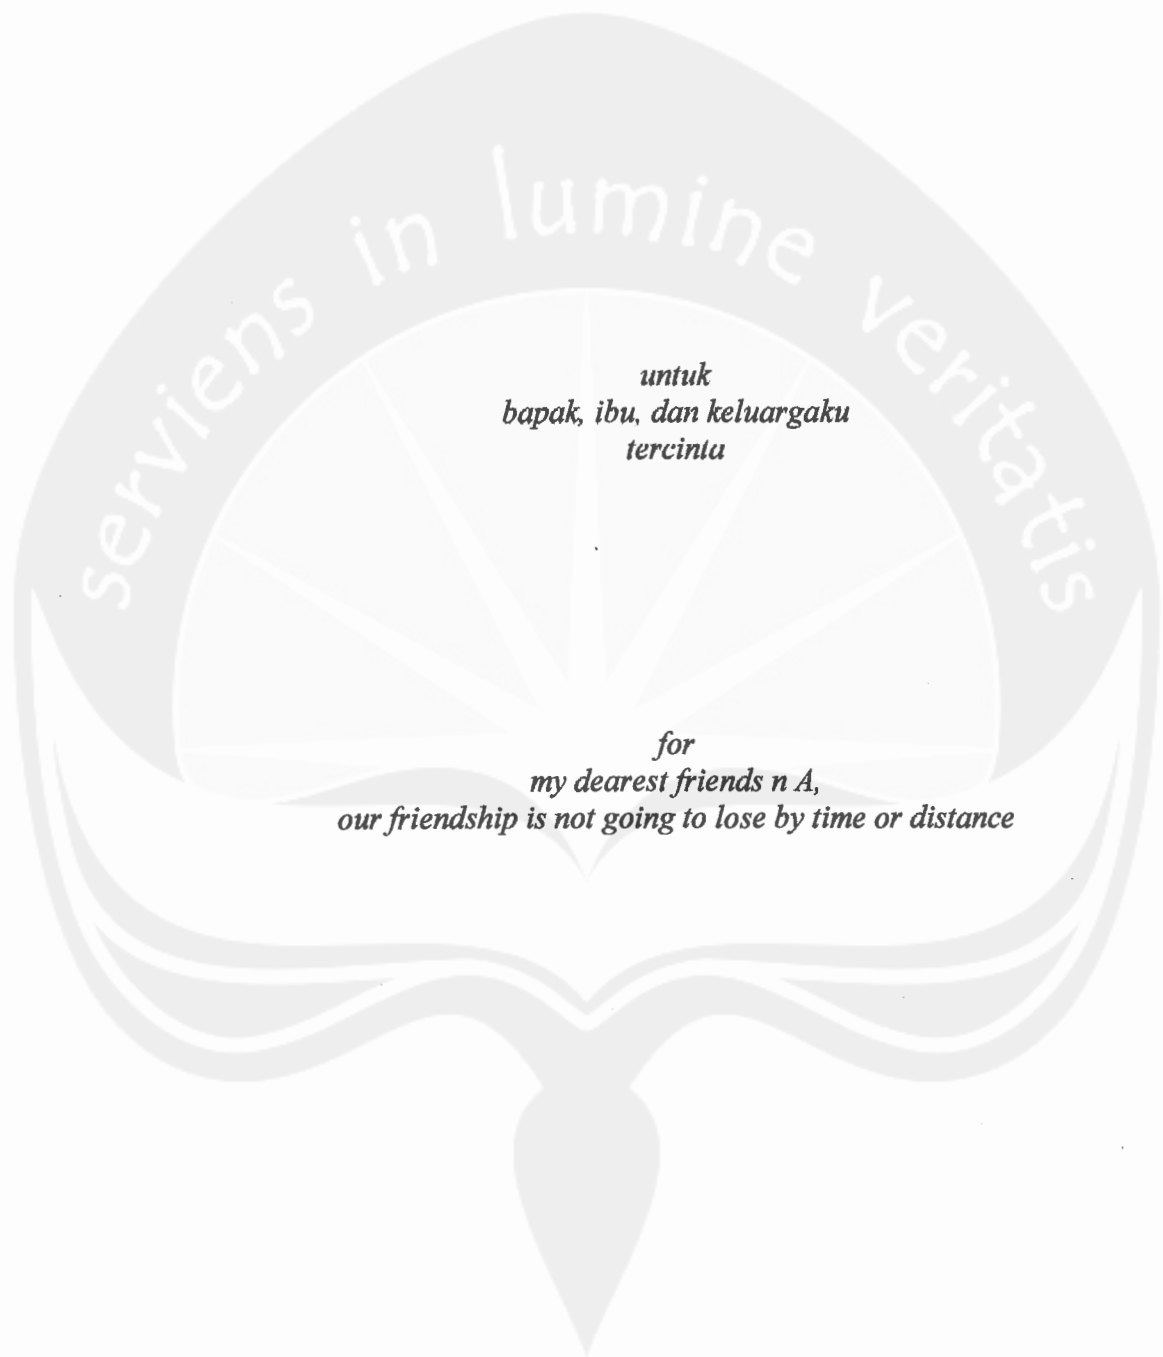 serviens in lumine veritatis
untuk
bapak, ibu, dan keluargaku
tercinta
for
my dearest friends n A,
our friendship is not going to lose by time or distance